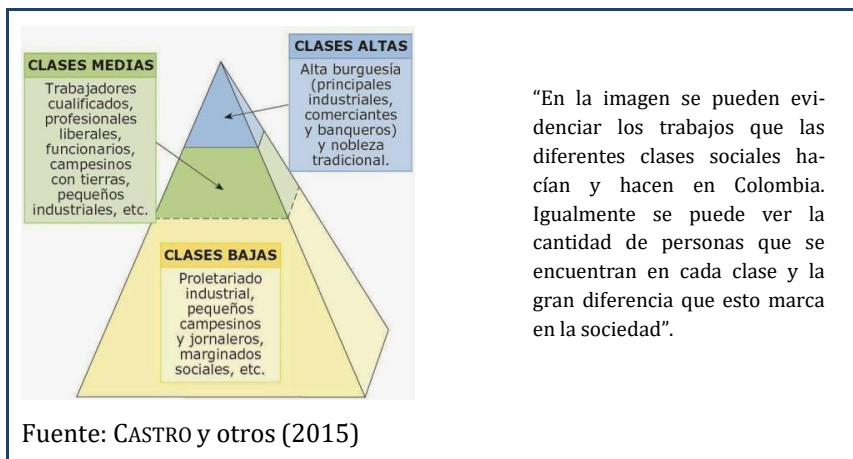 CLASES MEDIAS
Trabajadores
cualificados,
profesionales
liberales,
funcionarios,
campesinos
con tierras,
pequeños
industriales, etc.
CLASES ALTAS
Alta burguesía
(principales
industriales,
comerciantes
y banqueros)
y nobleza
tradicional.
CLASES BAJAS
Proletariado
industrial,
pequeños
campesinos
y jornaleros,
marginados
sociales, etc.
“En la imagen se pueden evi-
denciar los trabajos que las
diferentes clases sociales ha-
cían y hacen en Colombia.
Igualmente se puede ver la
cantidad de personas que se
encuentran en cada clase y la
gran diferencia que esto marca
en la sociedad”.
Fuente: CASTRO y otros (2015)